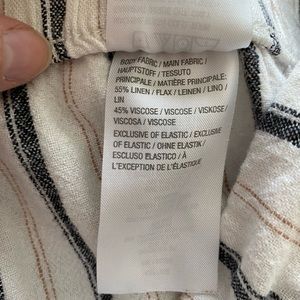 BODY FABRIC / MAIN FABRIC /
HAUPTSTOFF / TESSUTO
PRINCIPALE / MATIÈRE PRINCIPALE:
55% LINEN / FLAX / LEINEN / LINO /
LIN
45% VISCOSE / VISCOSE / VISKOSE /
VISCOSA / VISCOSE
EXCLUSIVE OF ELASTIC / EXCLUSIVE
OF ELASTIC / OHNE ELASTIK /
ESCLUSO ELASTICO / À
L'EXCEPTION DE L'ÉLASTIQUE